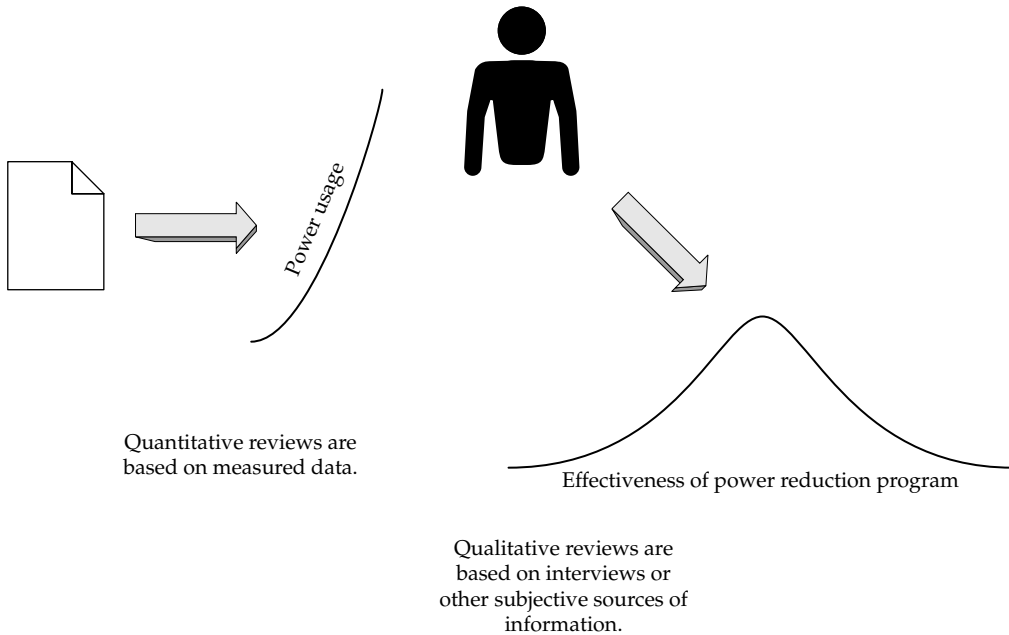 Power usage
Quantitative reviews are
based on measured data.
Effectiveness of power reduction program
Qualitative reviews are
based on interviews or
other subjective sources of
information.